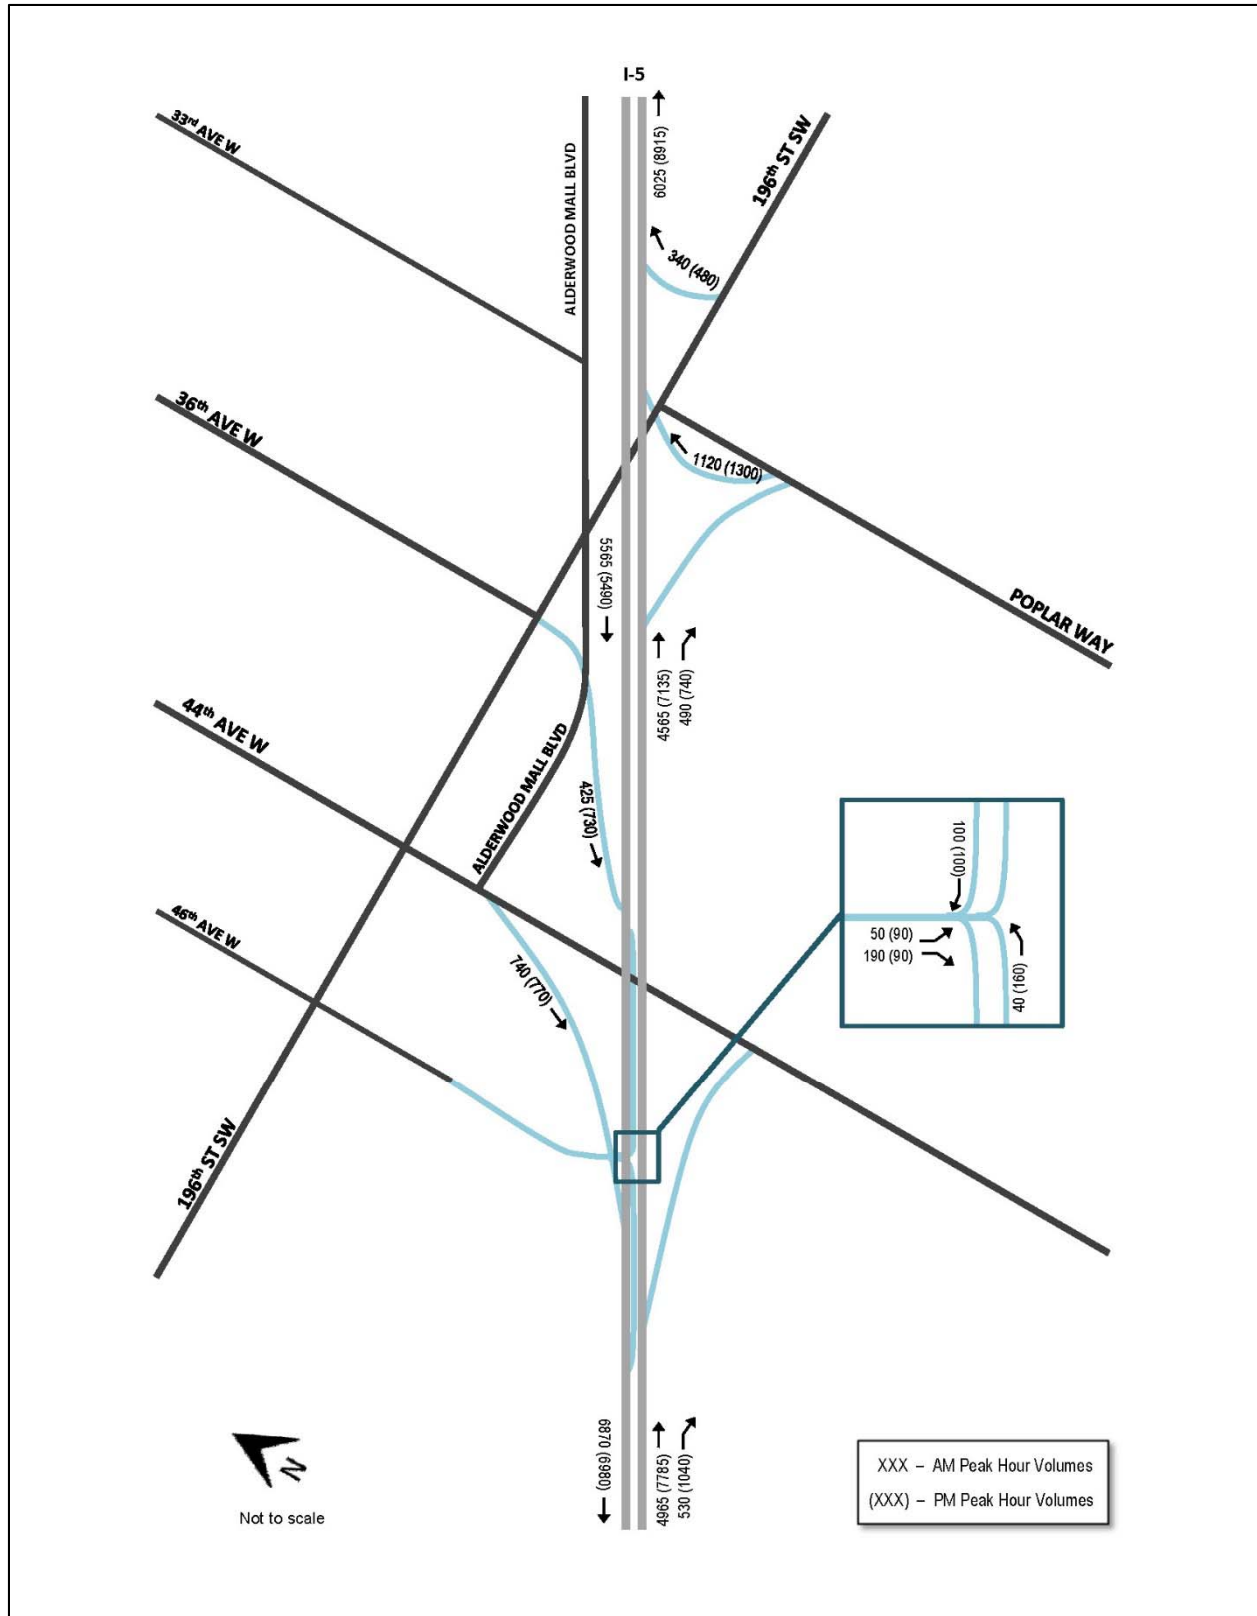 I-5
33rd AVE W
ALDERWOOD MALL BLVD
6025 (8915)
196th ST SW
340 (480)
36th AVE W
1120 (1300)
5565 (5490)
POPLAR WAY
4565 (7135)
490 (740)
44th AVE W
ALDERWOOD MALL BLVD
425 (730)
100 (100)
50 (90)
190 (90)
40 (160)
46th AVE W
740 (770)
196th ST SW
6870 (6980)
4965 (7785)
530 (1040)
N
Not to scale
XXX – AM Peak Hour Volumes
(XXX) – PM Peak Hour Volumes